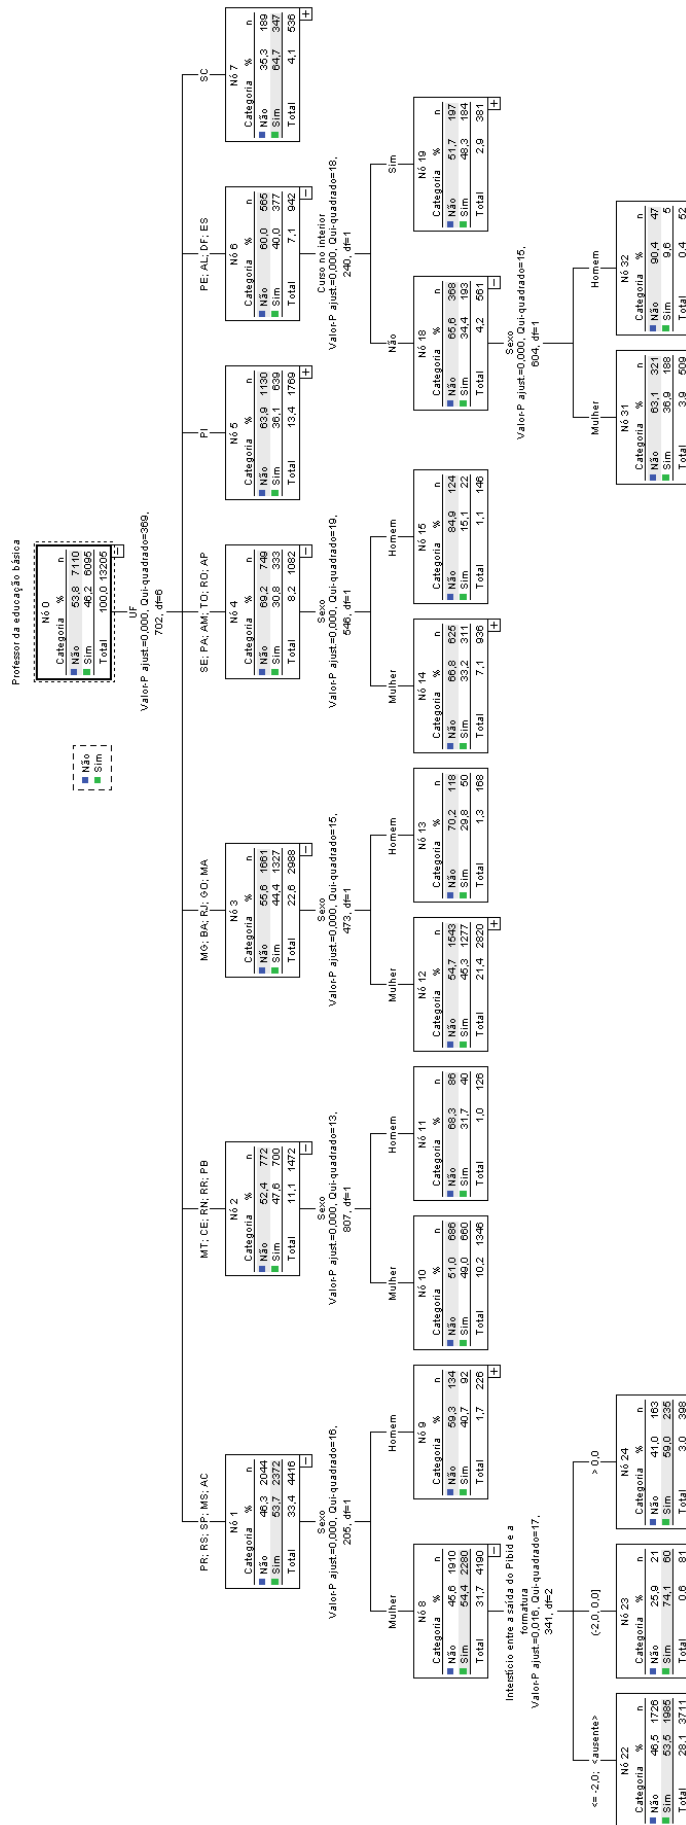 Professor da educação básica
Nó 0
Categoria % n
Não 53,8 7110
Sim 46,2 6095
Total 100,0 13205
Não
Sim
UF
Valor-P ajust.=0,000, Qui-quadrado=369,
702, df=6
PR; RS; SP; MS; AC
Nó 1
Categoria % n
Não 46,3 2044
Sim 53,7 2372
Total 33,4 4416
MT; CE; RN; RR; PB
Nó 2
Categoria % n
Não 52,4 772
Sim 47,6 700
Total 11,1 1472
MG; BA; RJ; GO; MA
Nó 3
Categoria % n
Não 55,6 1661
Sim 44,4 1327
Total 22,6 2988
SE; PA; AM; TO; RO; AP
Nó 4
Categoria % n
Não 69,2 749
Sim 30,8 333
Total 8,2 1082
PI
Nó 5
Categoria % n
Não 63,9 1130
Sim 36,1 639
Total 13,4 1769
PE; AL; DF; ES
Nó 6
Categoria % n
Não 60,0 565
Sim 40,0 377
Total 7,1 942
SC
Nó 7
Categoria % n
Não 35,3 189
Sim 64,7 347
Total 4,1 536
Sexo
Valor-P ajust.=0,000, Qui-quadrado=16,
205, df=1
Sexo
Valor-P ajust.=0,000, Qui-quadrado=13,
807, df=1
Sexo
Valor-P ajust.=0,000, Qui-quadrado=15,
473, df=1
Sexo
Valor-P ajust.=0,000, Qui-quadrado=19,
546, df=1
Curso no interior
Valor-P ajust.=0,000, Qui-quadrado=18,
240, df=1
Mulher
Nó 8
Categoria % n
Não 45,6 1910
Sim 54,4 2280
Total 31,7 4190
Homem
Nó 9
Categoria % n
Não 59,3 134
Sim 40,7 92
Total 1,7 226
Mulher
Nó 10
Categoria % n
Não 51,0 686
Sim 49,0 660
Total 10,2 1346
Homem
Nó 11
Categoria % n
Não 68,3 86
Sim 31,7 40
Total 1,0 126
Mulher
Nó 12
Categoria % n
Não 54,7 1543
Sim 45,3 1277
Total 21,4 2820
Homem
Nó 13
Categoria % n
Não 70,2 118
Sim 29,8 50
Total 1,3 168
Mulher
Nó 14
Categoria % n
Não 66,8 625
Sim 33,2 311
Total 7,1 936
Homem
Nó 15
Categoria % n
Não 84,9 124
Sim 15,1 22
Total 1,1 146
Não
Nó 18
Categoria % n
Não 65,6 368
Sim 34,4 193
Total 4,2 561
Sim
Nó 19
Categoria % n
Não 51,7 197
Sim 48,3 184
Total 2,9 381
Interstício entre a saída do Pibid e a
formatura
Valor-P ajust.=0,016, Qui-quadrado=17,
341, df=2
Sexo
Valor-P ajust.=0,000, Qui-quadrado=15,
604, df=1
<= -2,0; <ausente>
Nó 22
Categoria % n
Não 46,5 1726
Sim 53,5 1985
Total 28,1 3711
(-2,0, 0,0]
Nó 23
Categoria % n
Não 25,9 21
Sim 74,1 60
Total 0,6 81
> 0,0
Nó 24
Categoria % n
Não 41,0 163
Sim 59,0 235
Total 3,0 398
Mulher
Nó 31
Categoria % n
Não 63,1 321
Sim 36,9 188
Total 3,9 509
Homem
Nó 32
Categoria % n
Não 90,4 47
Sim 9,6 5
Total 0,4 52